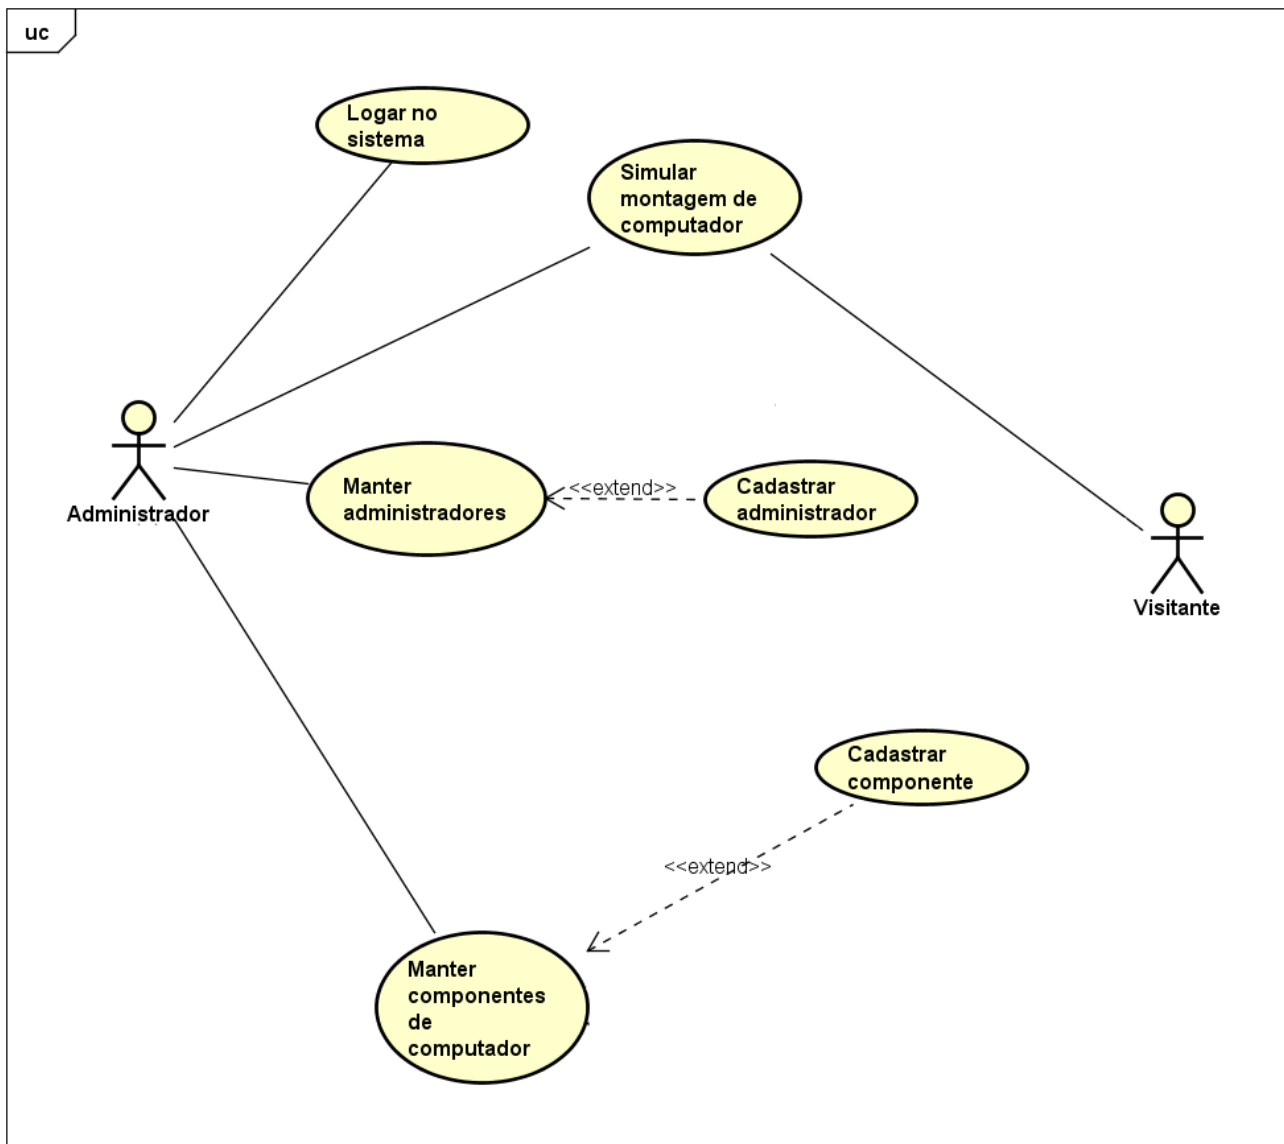 uc
Logar no
sistema
Simular
montagem de
computador
Manter
administradores
<<extend>>
Cadastrar
administrador
Administrador
Visitante
Cadastrar
componente
<<extend>>
Manter
componentes
de
computador